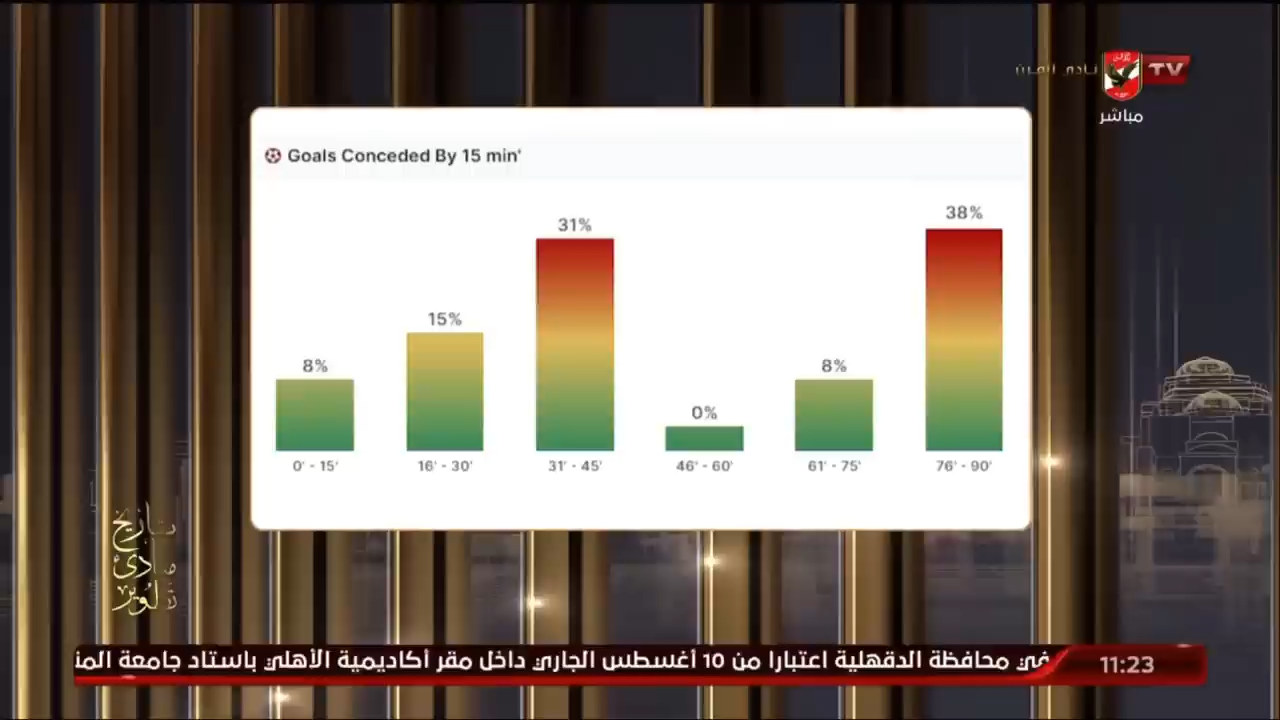 نادي القرن
TV
مباشر
Goals Conceded By 15 min'
8%
15%
31%
0%
8%
38%
0' - 15'
16' - 30'
31' - 45'
46' - 60'
61' - 75'
76' - 90'
في محافظة الدقهلية اعتبارا من 10 أغسطس الجاري داخل مقر أكاديمية الأهلي باستاد جامعة
11:23